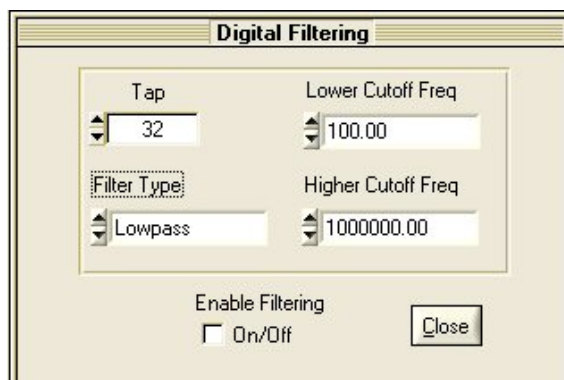 Digital Filtering
Tap
Lower Cutoff Freq
32
100.00
Filter Type
Higher Cutoff Freq
Lowpass
1000000.00
Enable Filtering
On/Off
Close